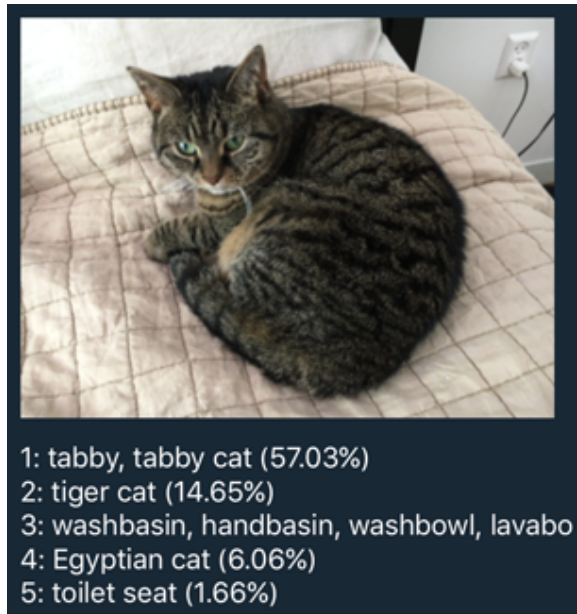 1: tabby, tabby cat (57.03%)
2: tiger cat (14.65%)
3: washbasin, handbasin, washbowl, lavabo
4: Egyptian cat (6.06%)
5: toilet seat (1.66%)